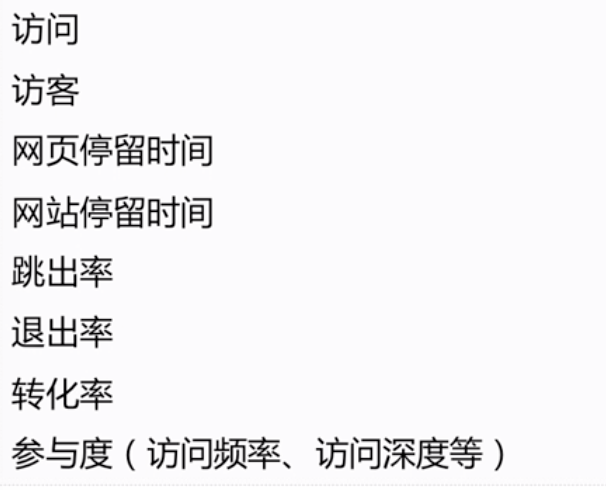 访问
访客
网页停留时间
网站停留时间
跳出率
退出率
转化率
参与度（访问频率、访问深度等）